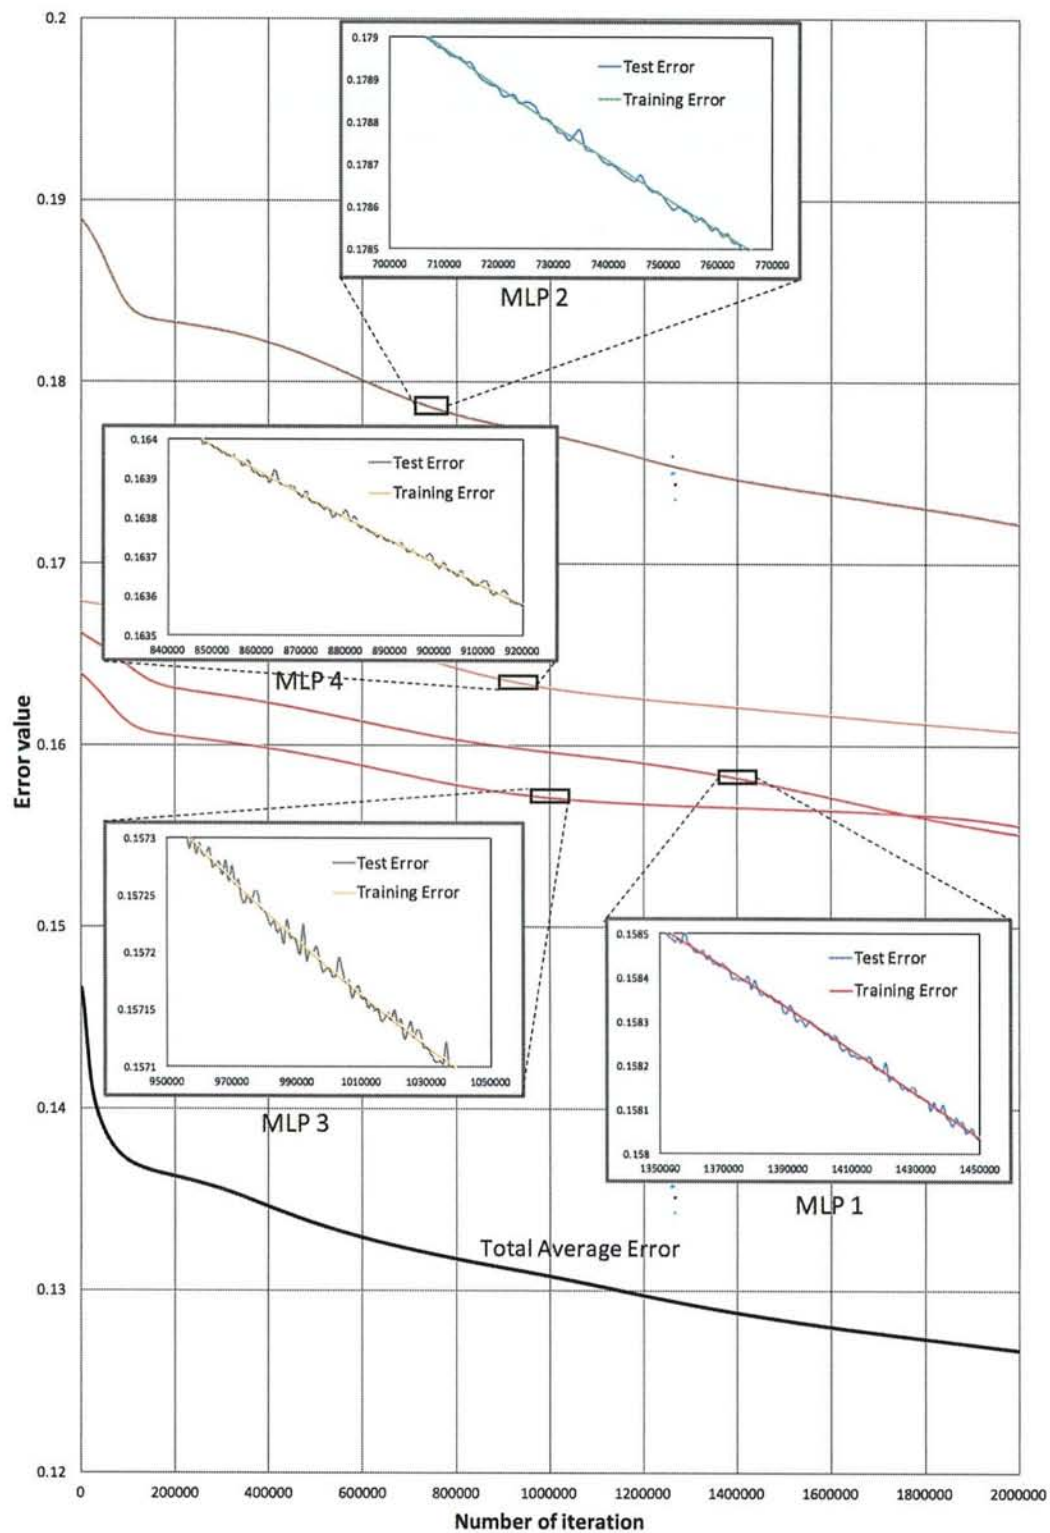 0.2
0.19
0.18
0.17
0.16
0.15
0.14
0.13
0.12
Error value
0 200000 400000 600000 800000 1000000 1200000 1400000 1600000 1800000 2000000
Number of iteration
0.179
0.1789
0.1788
0.1787
0.1786
0.1785
700000 710000 720000 730000 740000 750000 760000 770000
Test Error
Training Error
MLP 2
0.164
0.1639
0.1638
0.1637
0.1636
0.1635
840000 850000 860000 870000 880000 890000 900000 910000 920000
Test Error
Training Error
MLP 4
0.1573
0.15725
0.1572
0.15715
0.1571
950000 970000 990000 1010000 1030000 1050000
Test Error
Training Error
MLP 3
0.1585
0.1584
0.1583
0.1582
0.1581
0.158
1350000 1370000 1390000 1410000 1430000 1450000
Test Error
Training Error
MLP 1
Total Average Error